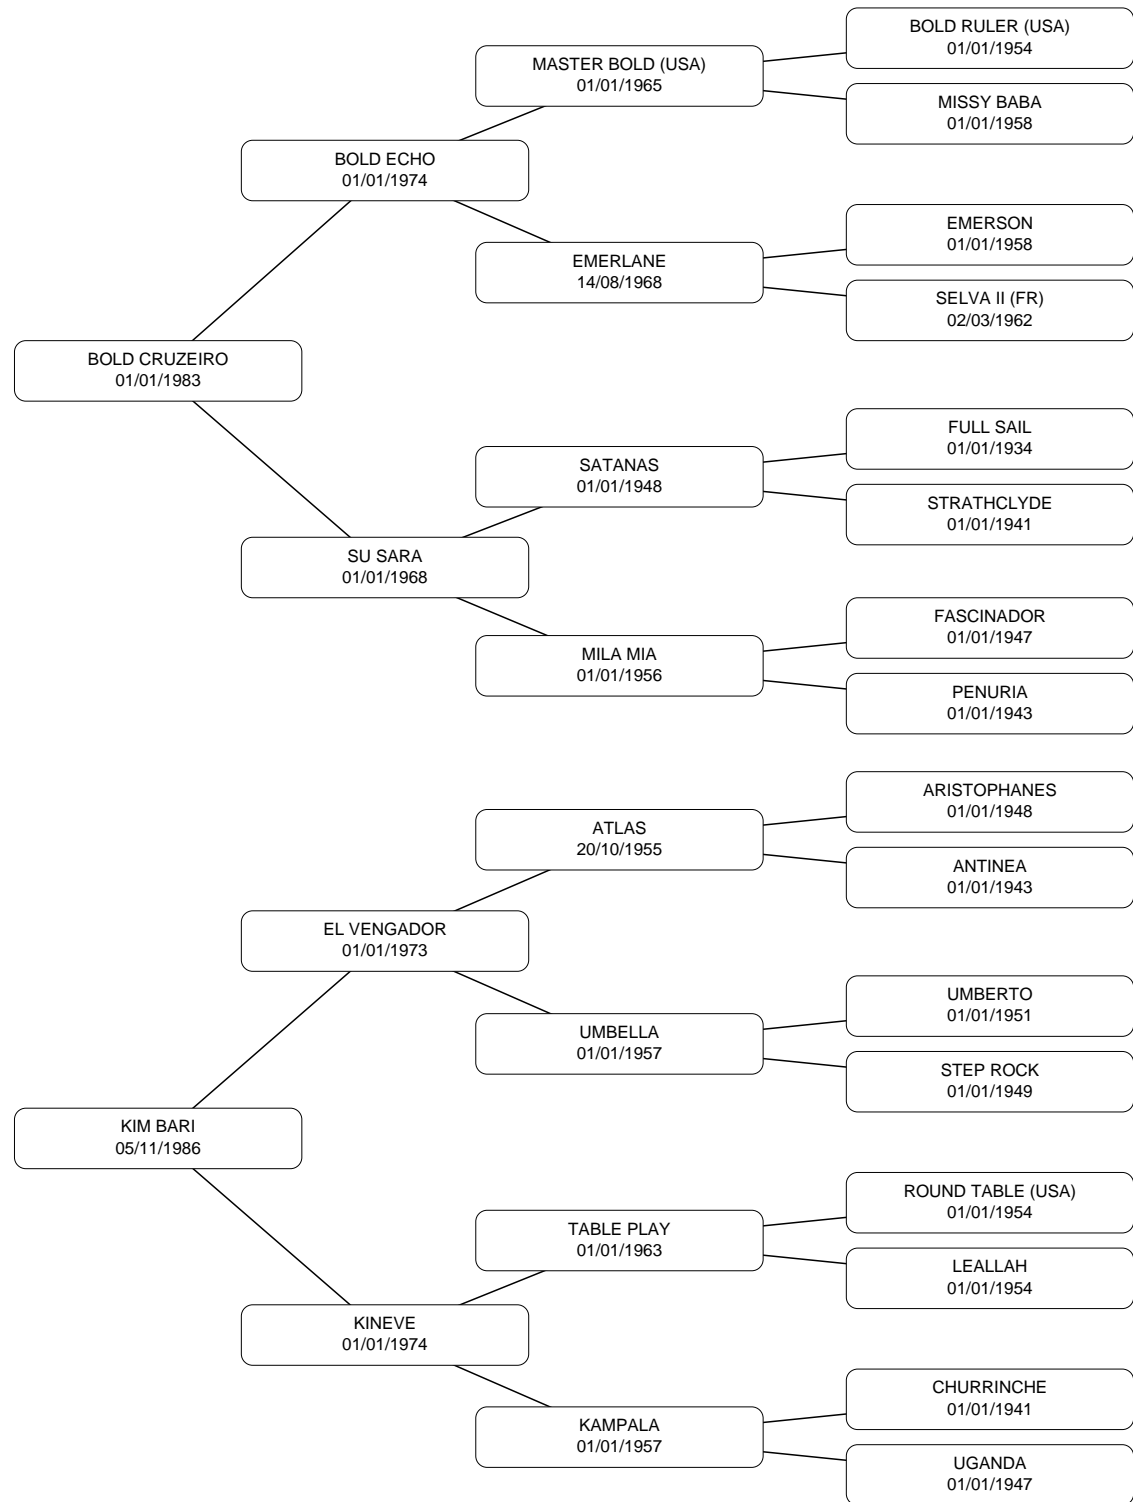 BOLD RULER (USA)
01/01/1954
MASTER BOLD (USA)
01/01/1965
MISSY BABA
01/01/1958
BOLD ECHO
01/01/1974
EMERSON
01/01/1958
EMERLANE
14/08/1968
SELVA II (FR)
02/03/1962
BOLD CRUZEIRO
01/01/1983
FULL SAIL
01/01/1934
SATANAS
01/01/1948
STRATHCLYDE
01/01/1941
SU SARA
01/01/1968
FASCINADOR
01/01/1947
MILA MIA
01/01/1956
PENURIA
01/01/1943
ARISTOPHANES
01/01/1948
ATLAS
20/10/1955
ANTINEA
01/01/1943
EL VENGADOR
01/01/1973
UMBERTO
01/01/1951
UMBELLA
01/01/1957
STEP ROCK
01/01/1949
KIM BARI
05/11/1986
ROUND TABLE (USA)
01/01/1954
TABLE PLAY
01/01/1963
LEALLAH
01/01/1954
KINEVE
01/01/1974
CHURRINCHE
01/01/1941
KAMPALA
01/01/1957
UGANDA
01/01/1947